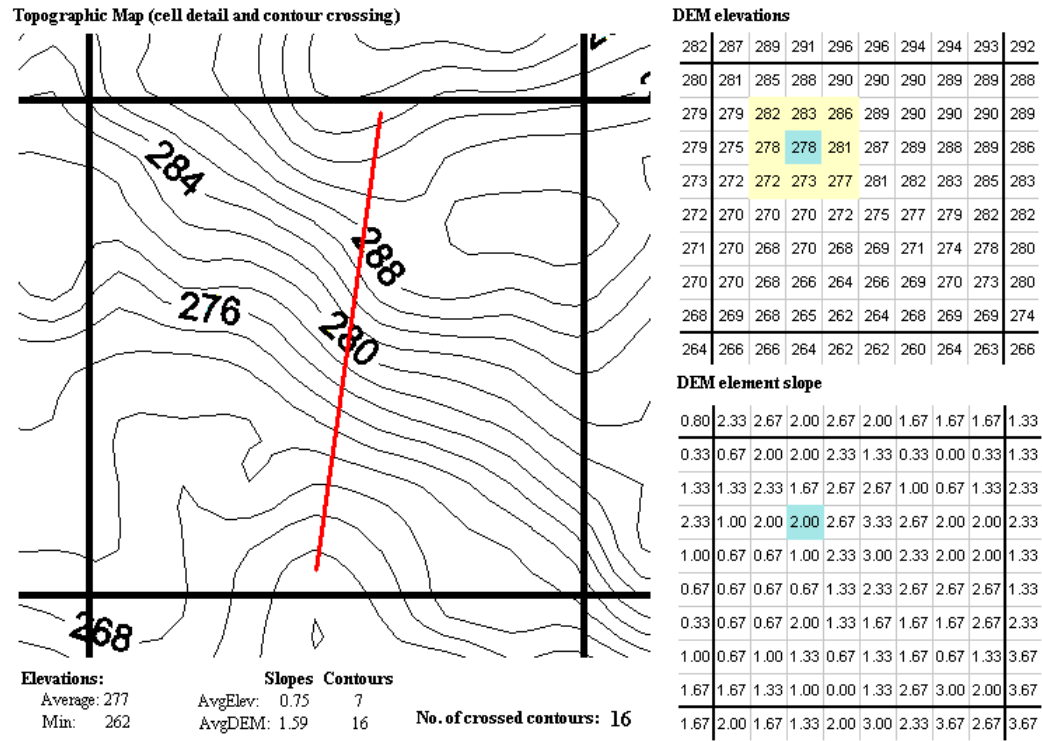 Topographic Map (cell detail and contour crossing)
284
288
276
280
268
Elevations:
Average: 277
Min: 262
Slopes Contours
AvgElev: 0.75 7
AvgDEM: 1.59 16
No. of crossed contours: 16
DEM elevations
282 287 289 291 296 296 294 294 293 292
280 281 285 288 290 290 290 289 289 288
279 279 282 283 286 289 290 290 290 289
279 275 278 278 281 287 289 288 289 286
273 272 272 273 277 281 282 283 285 283
272 270 270 270 272 275 277 279 282 282
271 270 268 270 268 269 271 274 278 280
270 270 268 266 264 266 269 270 273 280
268 269 265 262 264 266 264 268 269 274
264 266 266 264 262 262 260 264 263 266
DEM element slope
0.80 2.33 2.67 2.00 2.67 2.00 1.67 1.67 1.67 1.33
0.33 0.67 2.00 2.00 2.33 1.33 0.33 0.00 0.33 1.33
1.33 1.33 2.33 1.67 2.67 2.67 1.00 0.67 1.33 2.33
2.33 1.00 2.00 2.00 2.67 3.33 2.67 2.00 2.00 2.33
1.00 0.67 0.67 1.00 2.33 3.00 2.33 2.00 2.00 1.33
0.67 0.67 0.67 0.67 1.33 2.33 2.67 2.67 2.67 1.33
0.33 0.67 0.67 2.00 1.33 1.67 1.67 1.67 2.67 2.33
1.00 0.67 1.00 1.33 0.67 1.33 1.67 0.67 1.33 3.67
1.67 1.67 1.33 1.00 0.00 1.33 2.67 3.00 2.00 3.67
1.67 2.00 1.67 1.33 2.00 3.00 2.33 3.67 2.67 3.67